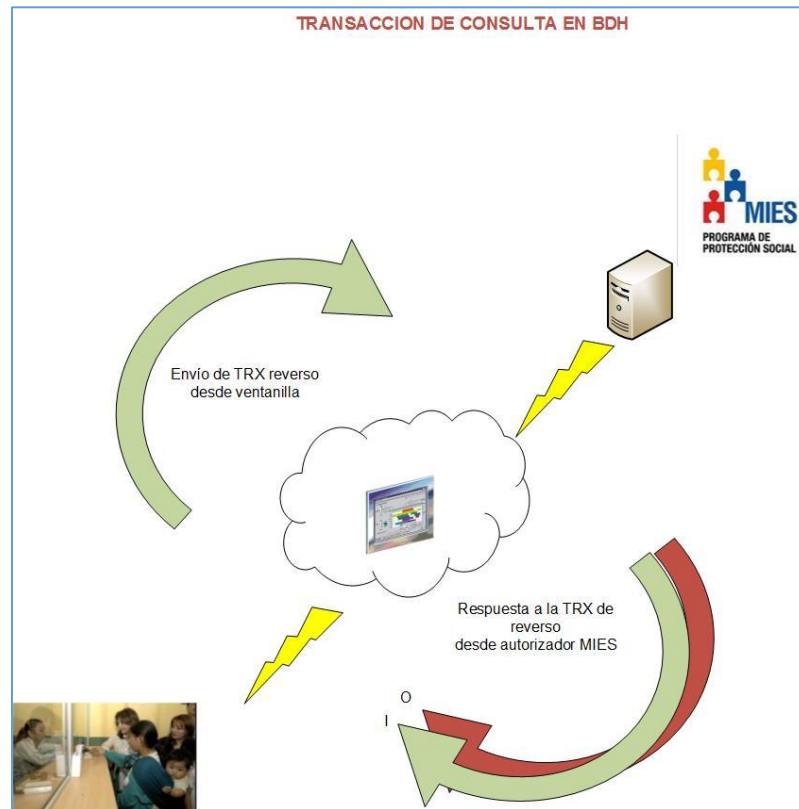 TRANSACCION DE CONSULTA EN BDH
MIES
PROGRAMA DE
PROTECCIÓN SOCIAL
Envío de TRX reverso
desde ventanilla
Respuesta a la TRX de
reverso
desde autorizador MIES
O
I